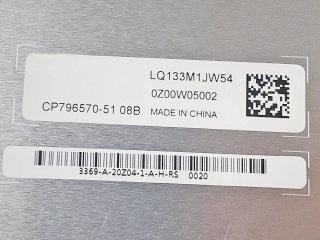 LQ133M1JW54
0Z00W05002
CP796570-51 08B MADE IN CHINA
3369-A-20Z04-1-A-H-RS 0020